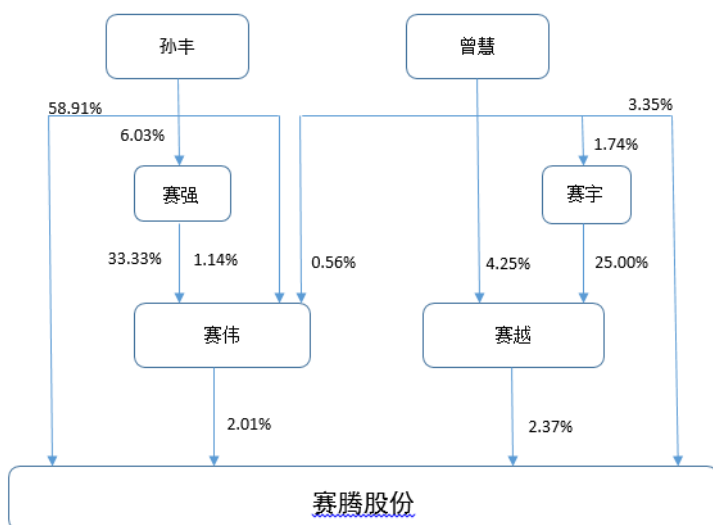 孙丰
曾慧
58.91%
3.35%
6.03%
1.74%
赛强
赛宇
33.33%
1.14%
0.56%
4.25%
25.00%
赛伟
赛越
2.01%
2.37%
赛腾股份